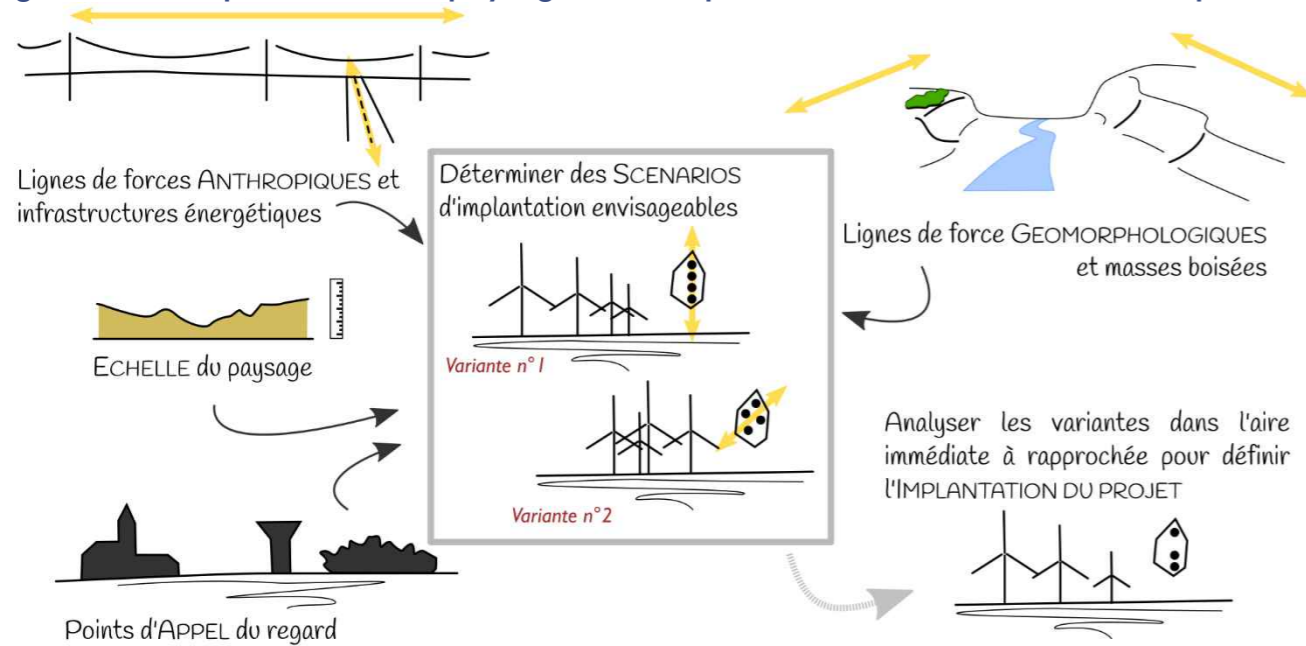 Lignes de forces ANTHROPIQUES et
infrastructures énergétiques
ECHELLE du paysage
Points d'APPEL du regard
Déterminer des SCENARIOS
d'implantation envisageables
Variante n°1
Variante n°2
Lignes de force GEOMORPHOLOGIQUES
et masses boisées
Analyser les variantes dans l'aire
immédiate à rapprochée pour définir
l'IMPLANTATION DU PROJET